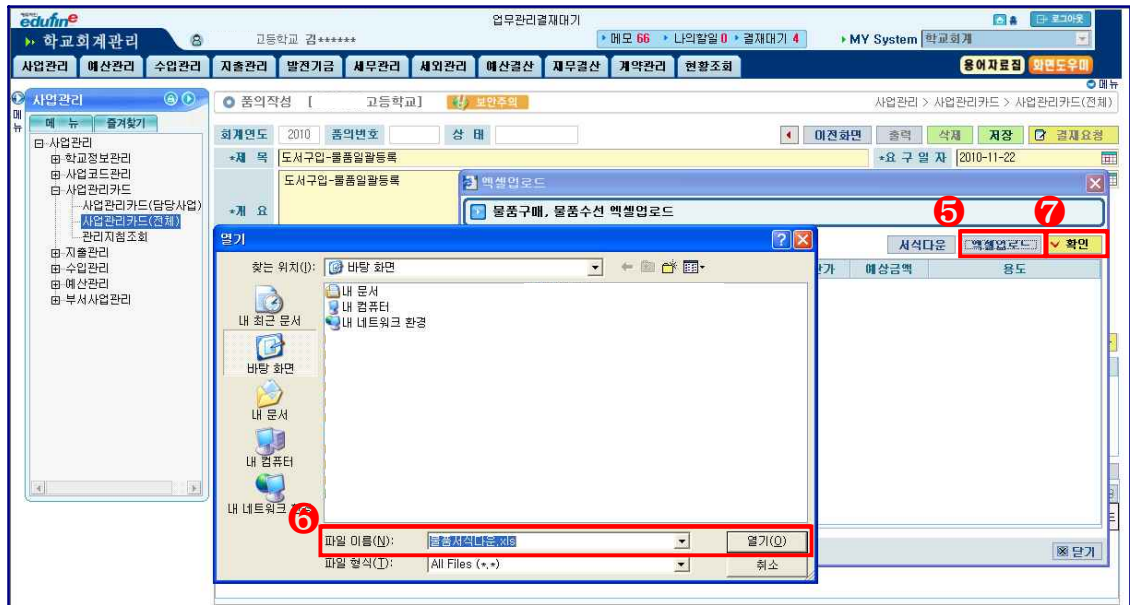 edufine
업무관리결재대기
로그아웃
학교회계관리
고등학교 김******
메모 66
나의할일 0
결재대기 4
MY System 학교회계
사업관리 예산관리 수입관리 지출관리 발전기금 세무관리 세외관리 예산결산 재무결산 계약관리 현황조회
용어자료집 화면도우미
메뉴
메뉴
사업관리
메 뉴 즐겨찾기
사업관리
학교정보관리
사업코드관리
사업관리카드
사업관리카드(담당사업)
사업관리카드(전체)
관리지침조회
지출관리
수입관리
예산관리
부서사업관리
품의작성 [ 고등학교] 보안주의
사업관리 > 사업관리카드 > 사업관리카드(전체)
회계연도 2010 품의번호 상 태
이전화면 출력 삭제 저장 결재요청
*제 목 도서구입-물품일괄등록
*요 구 일 자 2010-11-22
*개 요 도서구입-물품일괄등록
엑셀업로드
물품구매, 물품수선 엑셀업로드
5 7
서식다운 엑셀업로드 확인
예상금액 용도
열기
찾는 위치(I): 바탕 화면
내 문서
내 컴퓨터
내 네트워크 환경
내 최근 문서
바탕 화면
내 문서
내 컴퓨터
내 네트워크
6
파일 이름(N): 물품서식다운.xls 열기(O)
파일 형식(T): All Files (*.*) 취소
닫기